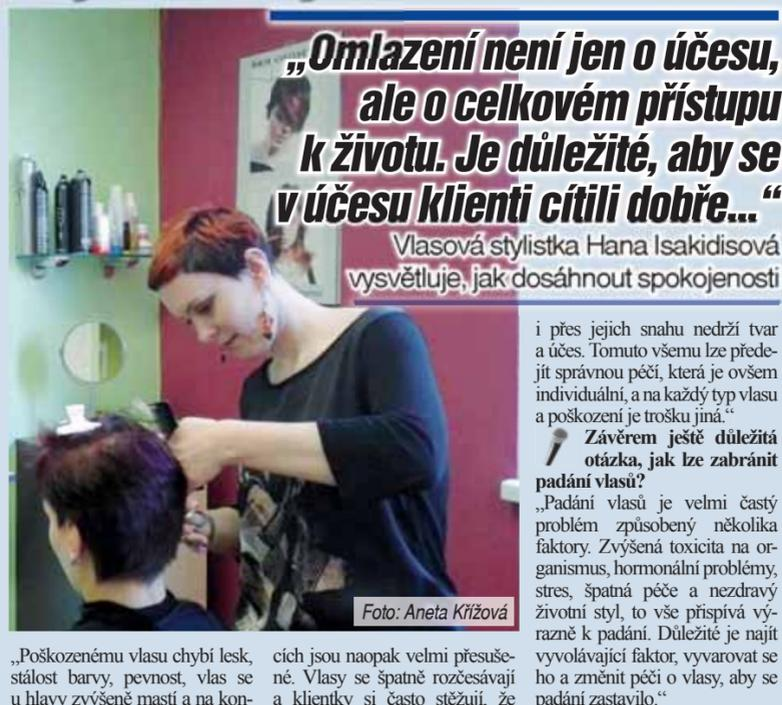 „Omlazení není jen o účesu,
ale o celkovém přístupu
k životu. Je důležité, aby se
v účesu klienti cítili dobře...“
Vlasová stylistka Hana Isakidisová
vysvětluje, jak dosáhnout spokojenosti
Foto: Aneta Křížová
„Poškozenému vlasu chybí lesk,
stálost barvy, pevnost, vlas se
u hlavy zvýšeně mastí a na kon-
cích jsou naopak velmi přesuše-
né. Vlasy se špatně rozčesávají
a klientky si často stěžují, že
i přes jejich snahu nedrží tvar
a účes. Tomuto všemu lze přede-
jít správnou péčí, která je ovšem
individuální, a na každý typ vlasu
a poškození je trošku jiná.“
Závěrem ještě důležitá
otázka, jak lze zabránit
padání vlasů?
„Padání vlasů je velmi častý
problém způsobený několika
faktory. Zvýšená toxicita na or-
ganismus, hormonální problémy,
stres, špatná péče a nezdravý
životní styl, to vše přispívá vý-
razně k padání. Důležité je najít
vyvolávající faktor, vyvarovat se
ho a změnit péči o vlasy, aby se
padání zastavilo.“